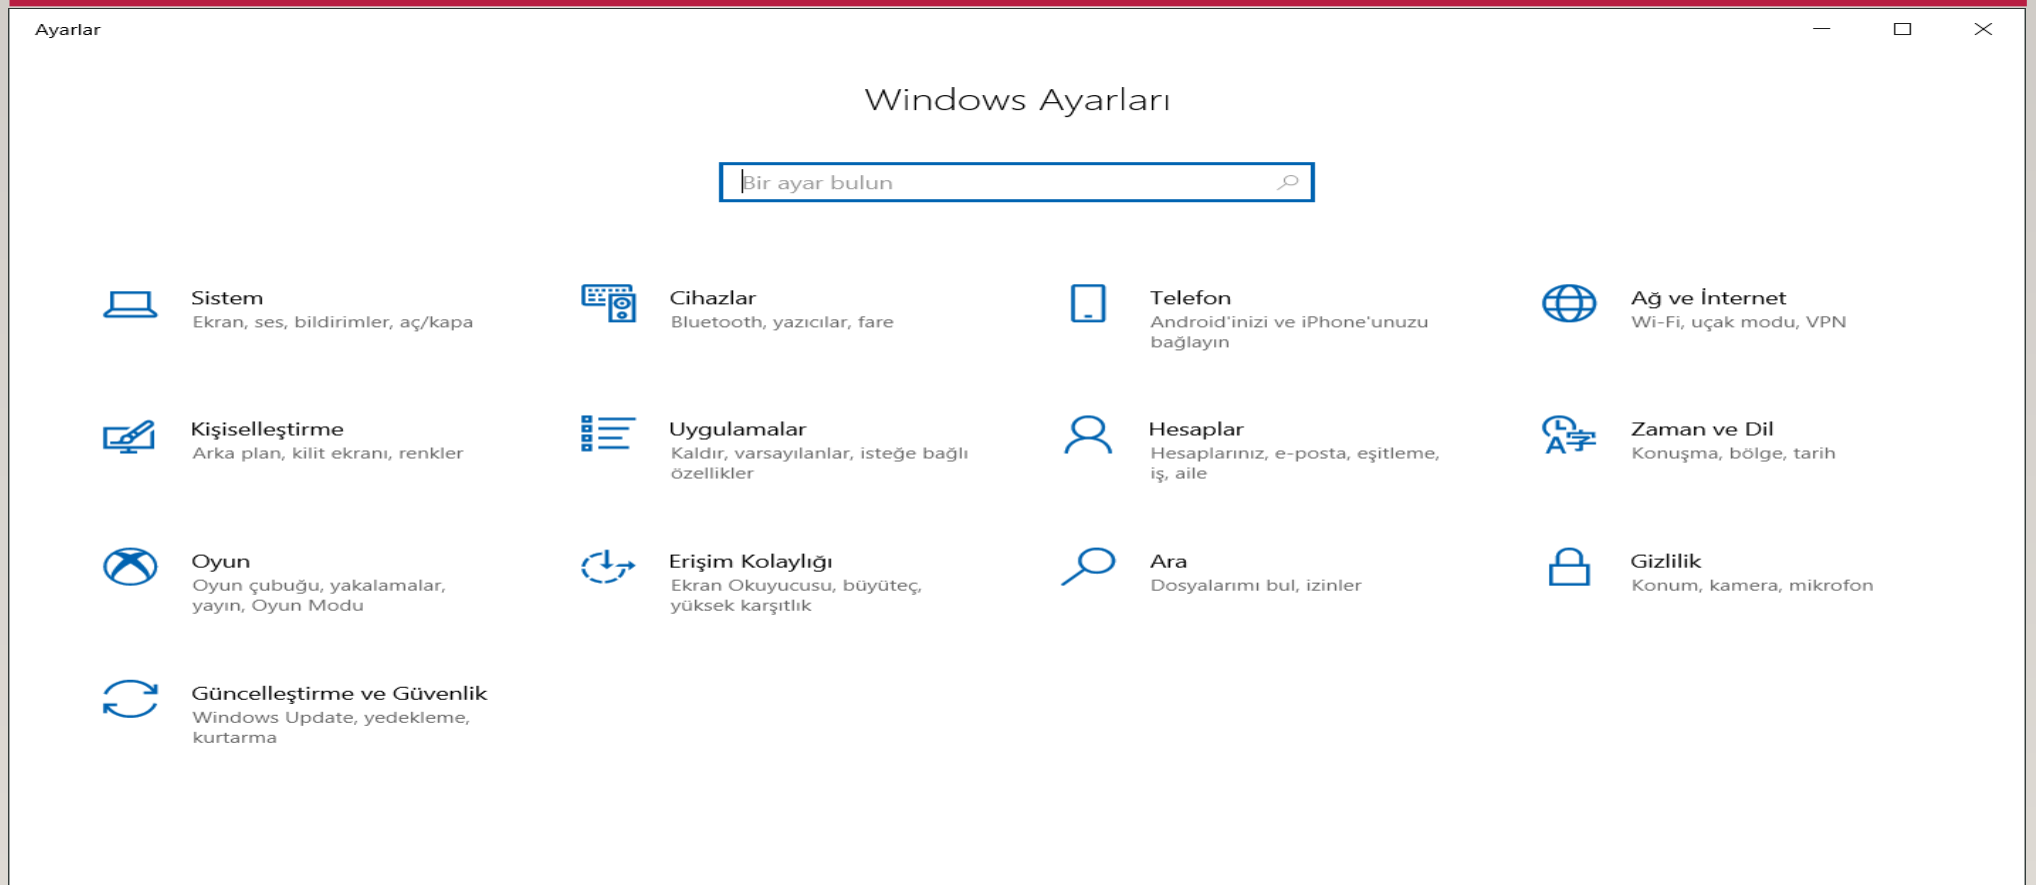 Ayarlar
Windows Ayarları
Bir ayar bulun
Sistem
Ekran, ses, bildirimler, aç/kapa
Cihazlar
Bluetooth, yazıcılar, fare
Telefon
Android'inizi ve iPhone'unuzu
bağlayın
Ağ ve İnternet
Wi-Fi, uçak modu, VPN
Kişiselleştirme
Arka plan, kilit ekranı, renkler
Uygulamalar
Kaldır, varsayılanlar, isteğe bağlı
özellikler
Hesaplar
Hesaplarınız, e-posta, eşitleme,
iş, aile
Zaman ve Dil
Konuşma, bölge, tarih
Oyun
Oyun çubuğu, yakalamalar,
yayın, Oyun Modu
Erişim Kolaylığı
Ekran Okuyucusu, büyüteç,
yüksek karşıtlık
Ara
Dosyalarımı bul, izinler
Gizlilik
Konum, kamera, mikrofon
Güncelleştirme ve Güvenlik
Windows Update, yedekleme,
kurtarma